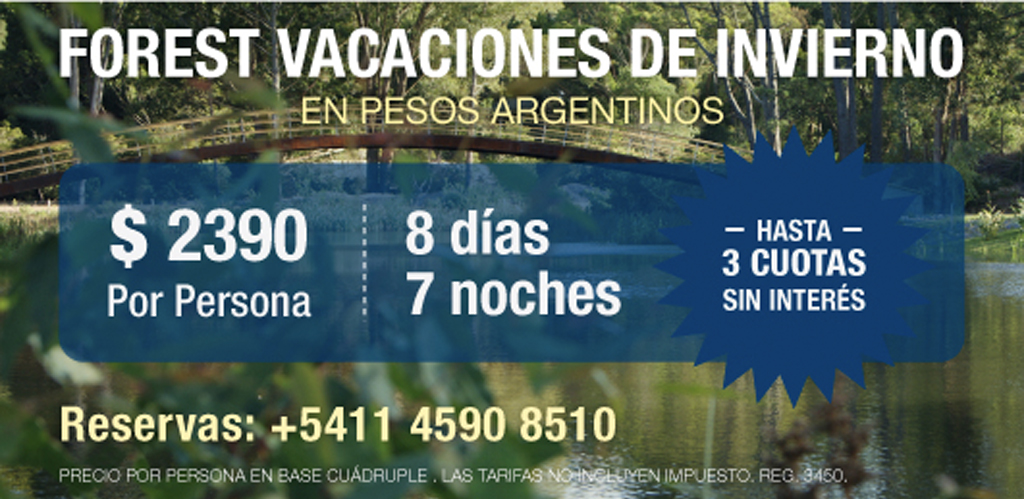 FOREST VACACIONES DE INVIERNO
EN PESOS ARGENTINOS
$ 2390
Por Persona
8 días
7 noches
– HASTA –
3 CUOTAS
SIN INTERÉS
Reservas: +5411 4590 8510
PRECIO POR PERSONA EN BASE CUÁDRUPLE . LAS TARIFAS NO INCLUYEN IMPUESTO. REG. 3450.